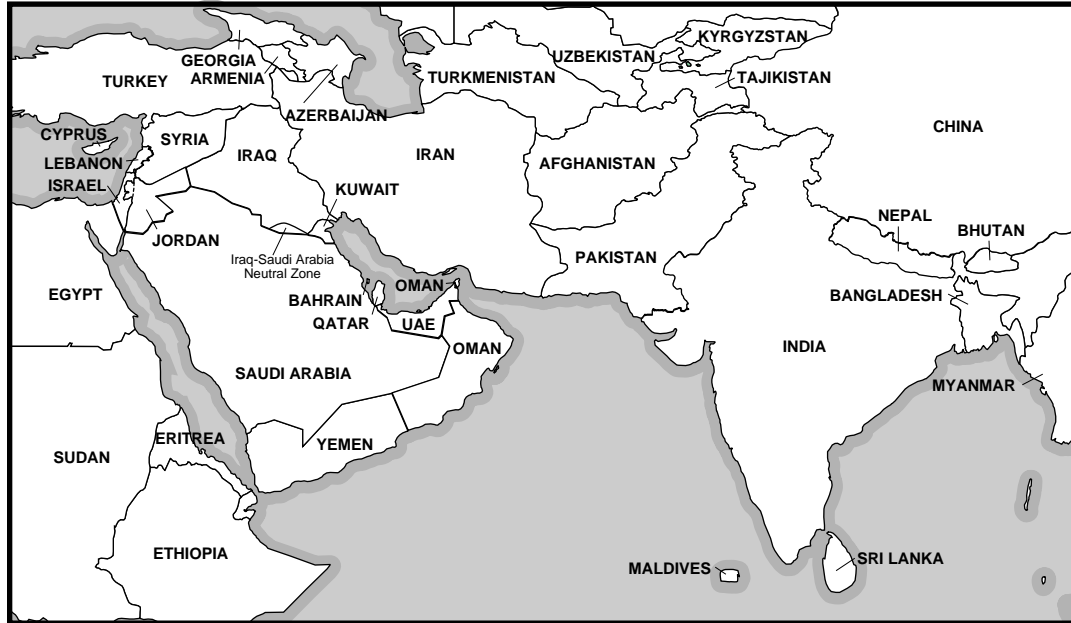 KYRGYZSTAN
GEORGIA
UZBEKISTAN
TURKEY
ARMENIA
TURKMENISTAN
TAJIKISTAN
AZERBAIJAN
CYPRUS
SYRIA
CHINA
IRAQ
IRAN
LEBANON
AFGHANISTAN
ISRAEL
KUWAIT
NEPAL
JORDAN
BHUTAN
Iraq-Saudi Arabia
Neutral Zone
PAKISTAN
OMAN
EGYPT
BAHRAIN
BANGLADESH
QATAR
UAE
OMAN
INDIA
SAUDI ARABIA
MYANMAR
ERITREA
YEMEN
SUDAN
ETHIOPIA
SRI LANKA
MALDIVES